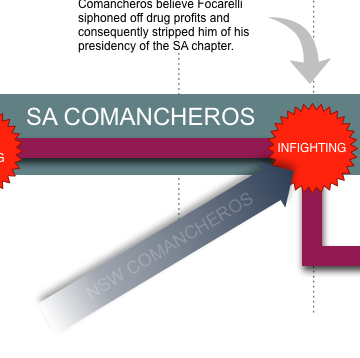 Comancheros believe Focarelli
siphoned off drug profits and
consequently stripped him of his
presidency of the SA chapter.
SA COMANCHEROS
INFIGHTING
G
NSW COMANCHEROS